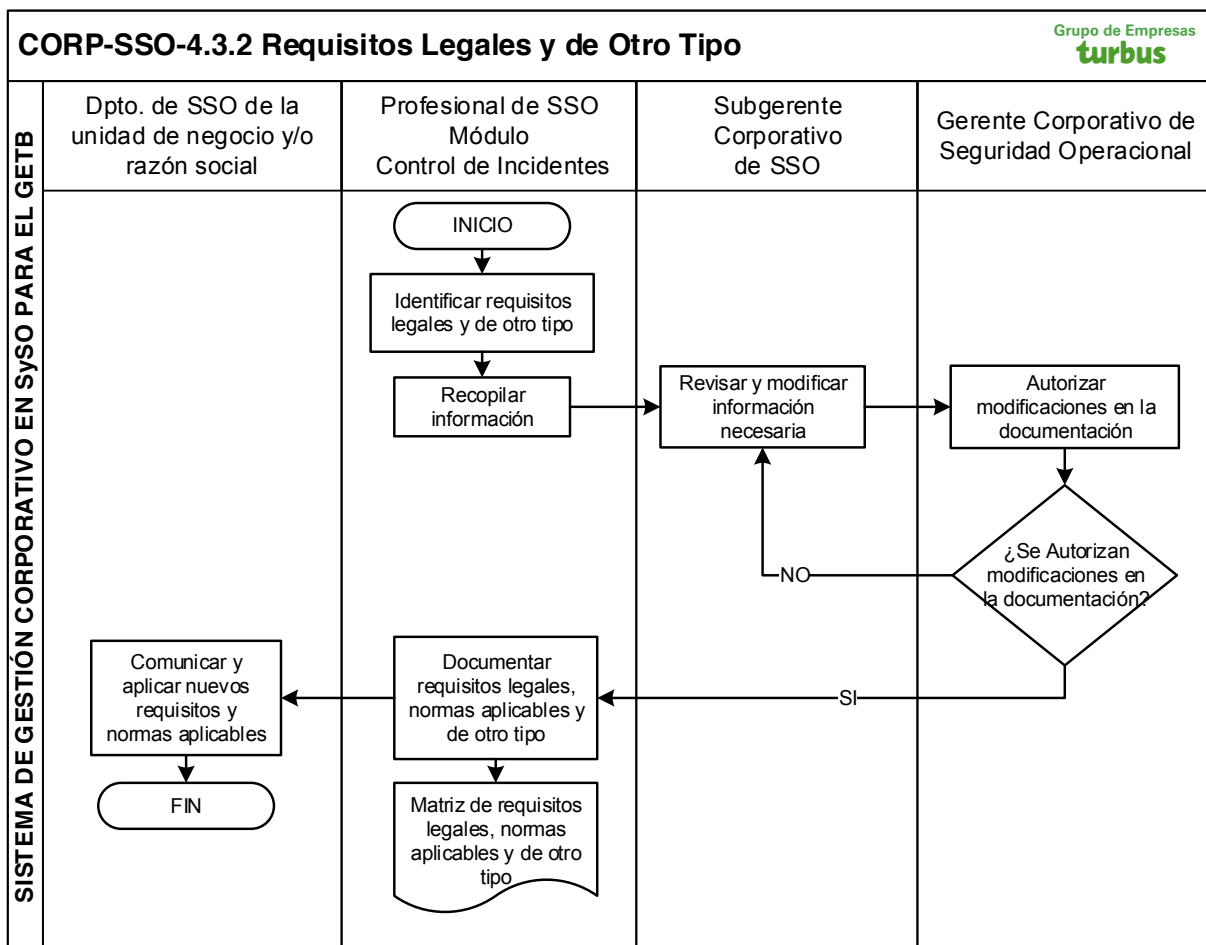 CORP-SSO-4.3.2 Requisitos Legales y de Otro Tipo
Grupo de Empresas
turbus
SISTEMA DE GESTIÓN CORPORATIVO EN SySO PARA EL GETB
Dpto. de SSO de la
unidad de negocio y/o
razón social
Profesional de SSO
Módulo
Control de Incidentes
Subgerente
Corporativo
de SSO
Gerente Corporativo de
Seguridad Operacional
INICIO
Identificar requisitos
legales y de otro tipo
Recopilar
información
Revisar y modificar
información
necesaria
Autorizar
modificaciones en la
documentación
¿Se Autorizan
modificaciones en
la documentación?
NO
SI
Documentar
requisitos legales,
normas aplicables y
de otro tipo
Comunicar y
aplicar nuevos
requisitos y
normas aplicables
FIN
Matriz de requisitos
legales, normas
aplicables y de otro
tipo